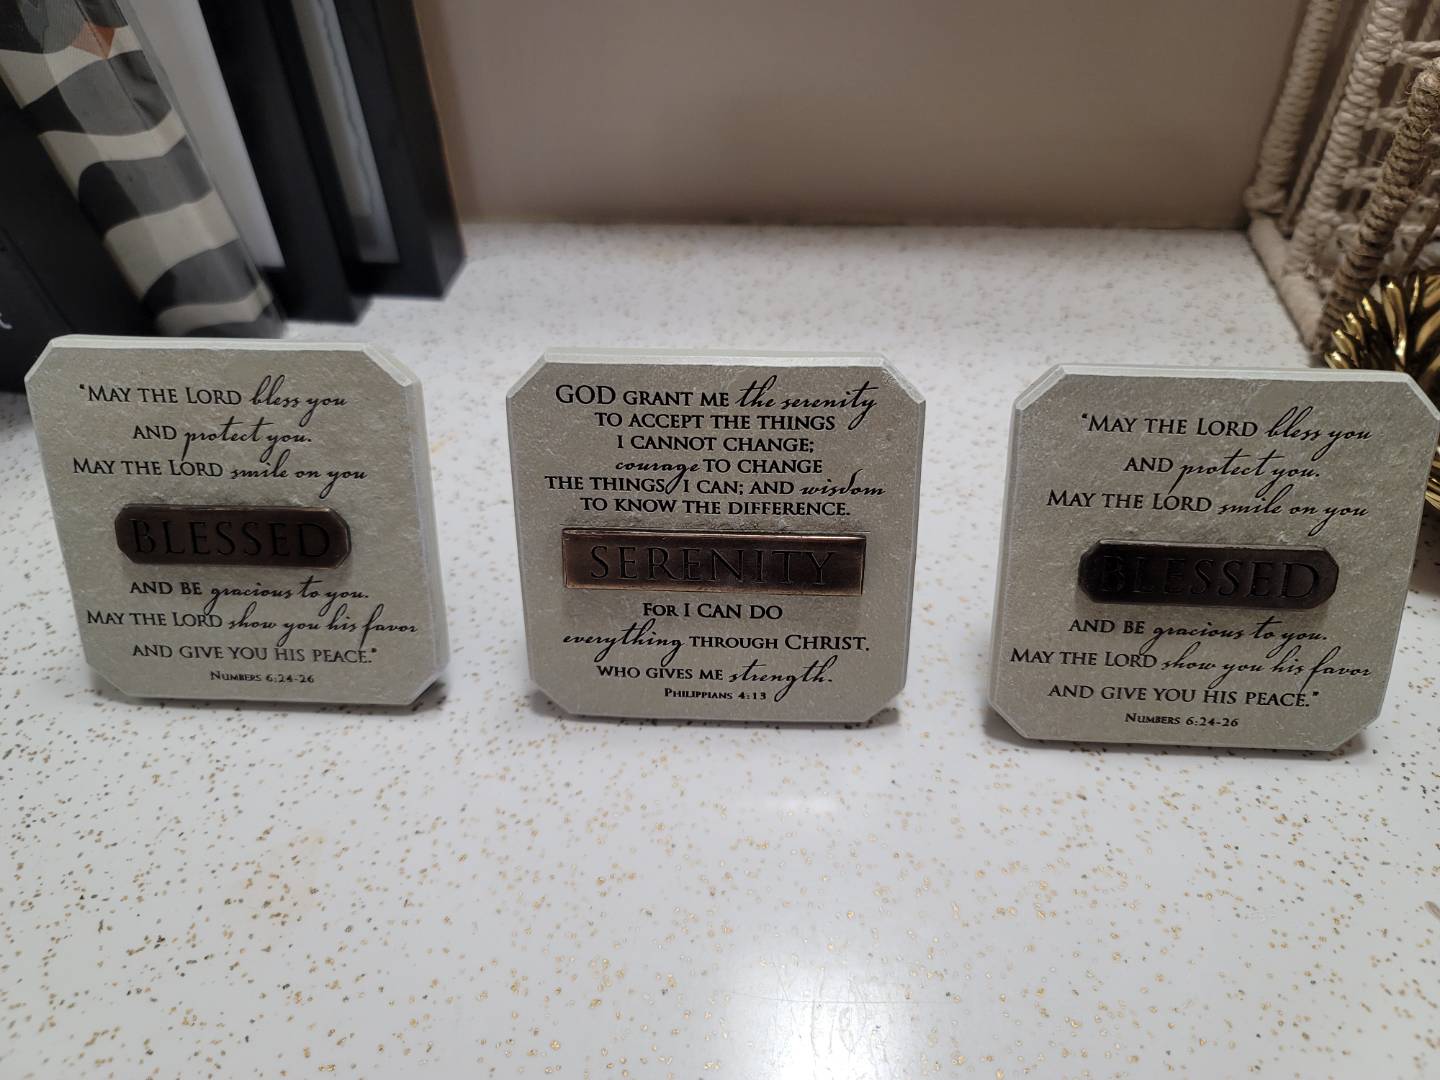 "MAY THE LORD bless you
AND protect you.
MAY THE LORD smile on you
BLESSED
AND BE gracious to you.
MAY THE LORD show you his favor
AND GIVE YOU HIS PEACE."
NUMBERS 6:24-26
GOD GRANT ME the serenity
TO ACCEPT THE THINGS
I CANNOT CHANGE;
courage TO CHANGE
THE THINGS I CAN; AND wisdom
TO KNOW THE DIFFERENCE.
SERENITY
FOR I CAN DO
everything THROUGH CHRIST,
WHO GIVES ME strength.
PHILIPPIANS 4:13
"MAY THE LORD bless you
AND protect you.
MAY THE LORD smile on you
BLESSED
AND BE gracious to you.
MAY THE LORD show you his favor
AND GIVE YOU HIS PEACE."
NUMBERS 6:24-26